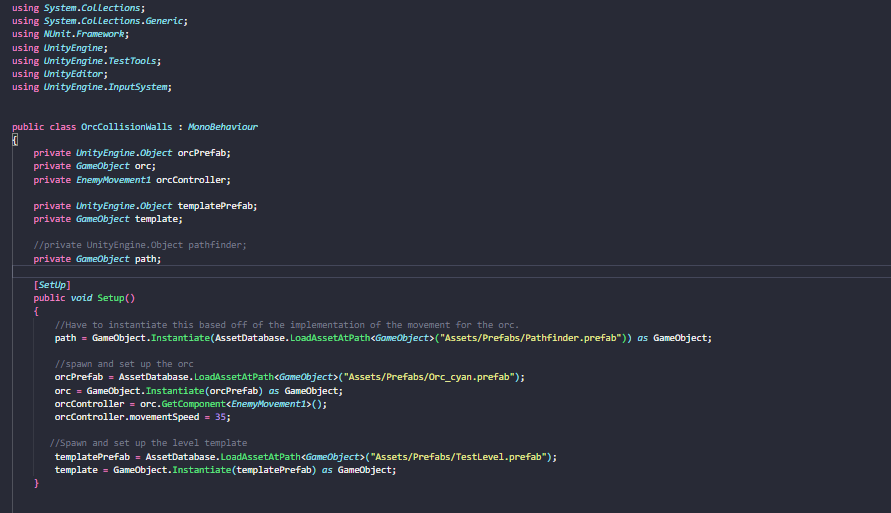 using System.Collections;
using System.Collections.Generic;
using NUnit.Framework;
using UnityEngine;
using UnityEngine.TestTools;
using UnityEditor;
using UnityEngine.InputSystem;
public class OrcCollisionWalls : MonoBehaviour
{
private UnityEngine.Object orcPrefab;
private GameObject orc;
private EnemyMovement1 orcController;
private UnityEngine.Object templatePrefab;
private GameObject template;
//private UnityEngine.Object pathfinder;
private GameObject path;
[SetUp]
public void Setup()
{
//Have to instantiate this based off of the implementation of the movement for the orc.
path = GameObject.Instantiate(AssetDatabase.LoadAssetAtPath<GameObject>("Assets/Prefabs/Pathfinder.prefab")) as GameObject;
//spawn and set up the orc
orcPrefab = AssetDatabase.LoadAssetAtPath<GameObject>("Assets/Prefabs/Orc_cyan.prefab");
orc = GameObject.Instantiate(orcPrefab) as GameObject;
orcController = orc.GetComponent<EnemyMovement1>();
orcController.movementSpeed = 35;
//Spawn and set up the level template
templatePrefab = AssetDatabase.LoadAssetAtPath<GameObject>("Assets/Prefabs/TestLevel.prefab");
template = GameObject.Instantiate(templatePrefab) as GameObject;
}